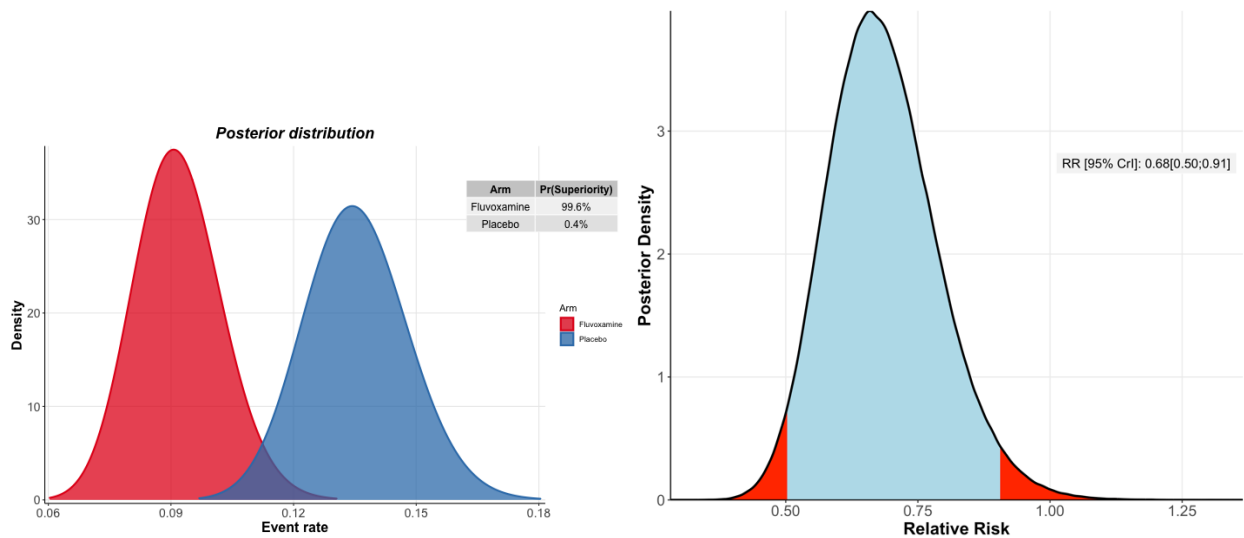 Posterior distribution
Density
30
20
10
0
0.06
0.09
0.12
0.15
0.18
Event rate
Arm Pr(Superiority)
Fluvoxamine 99.6%
Placebo 0.4%
Arm
Fluvoxamine
Placebo
Posterior Density
3
2
1
0
0.50
0.75
1.00
1.25
Relative Risk
RR [95% CrI]: 0.68[0.50;0.91]